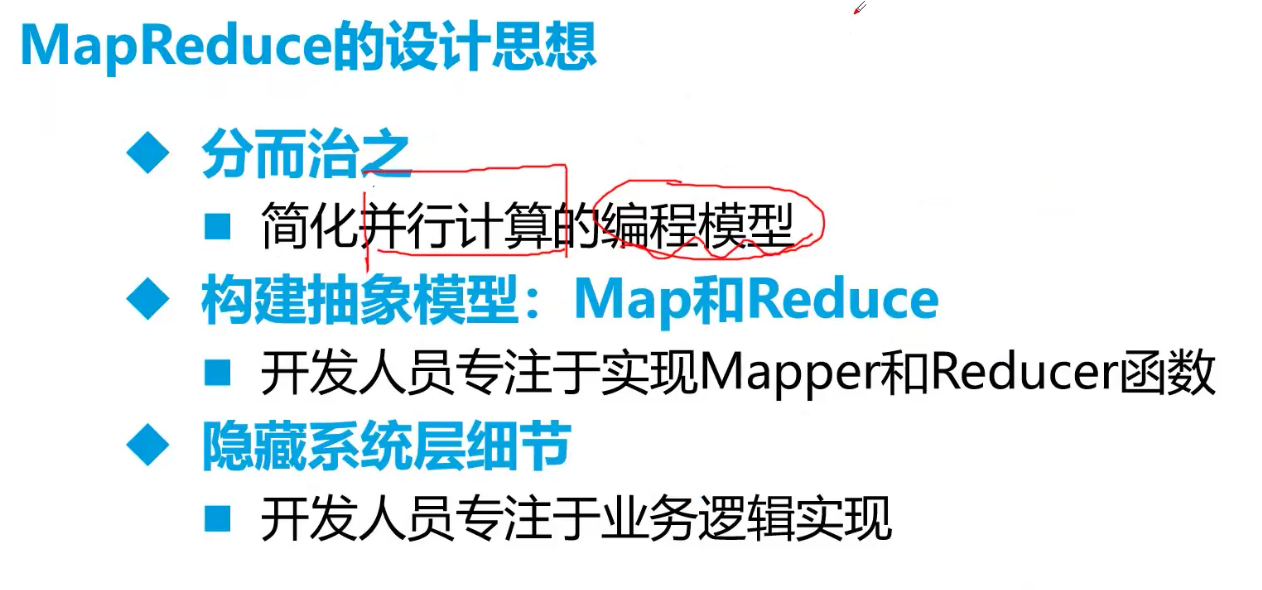 MapReduce的设计思想
分而治之
简化并行计算的编程模型
构建抽象模型：Map和Reduce
开发人员专注于实现Mapper和Reducer函数
隐藏系统层细节
开发人员专注于业务逻辑实现